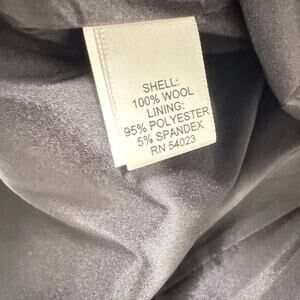 SHELL:
100% WOOL
LINING:
95% POLYESTER
5% SPANDEX
RN 54023